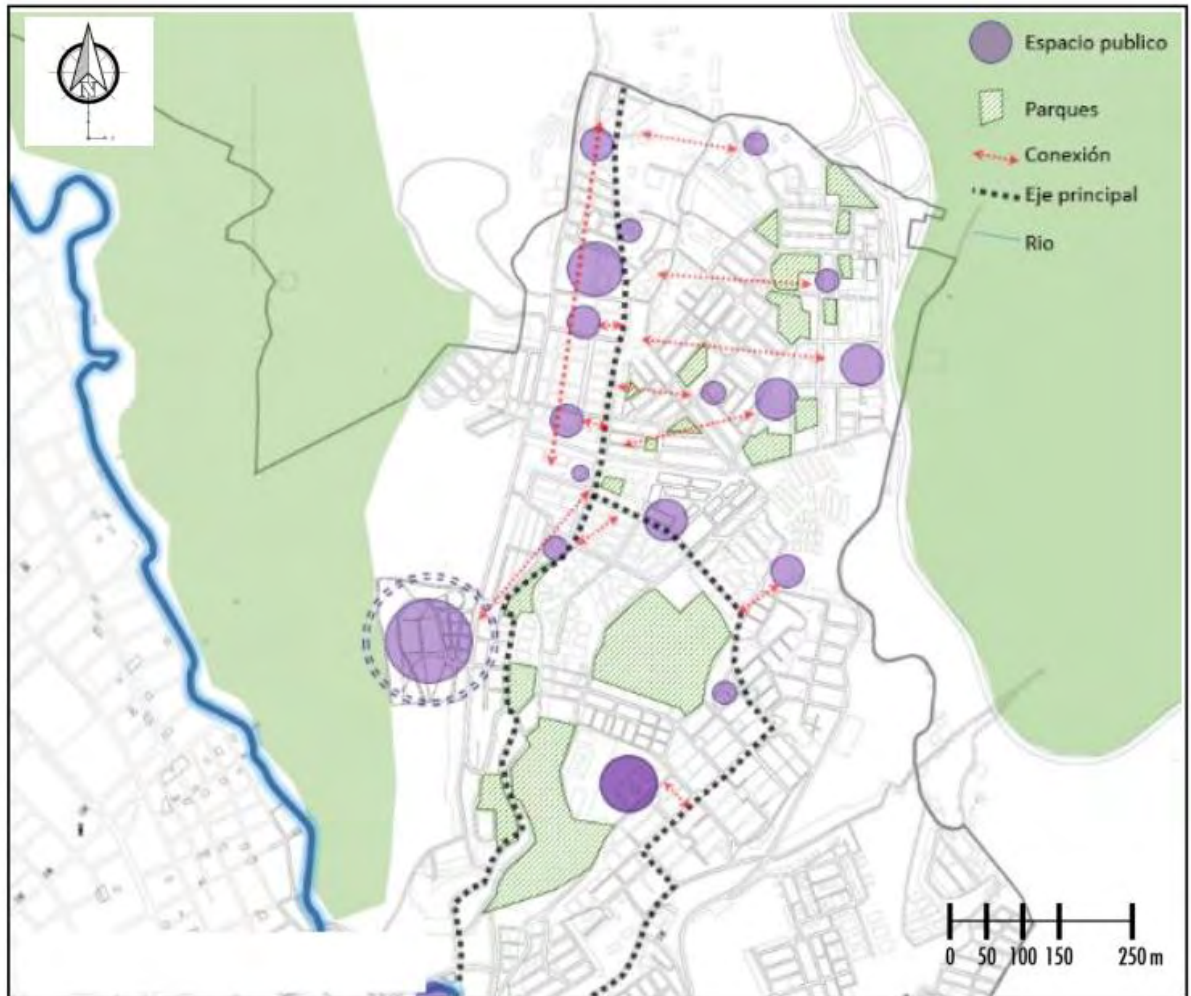 N
Espacio publico
Parques
Conexión
Eje principal
Rio
0 50 100 150 250 m